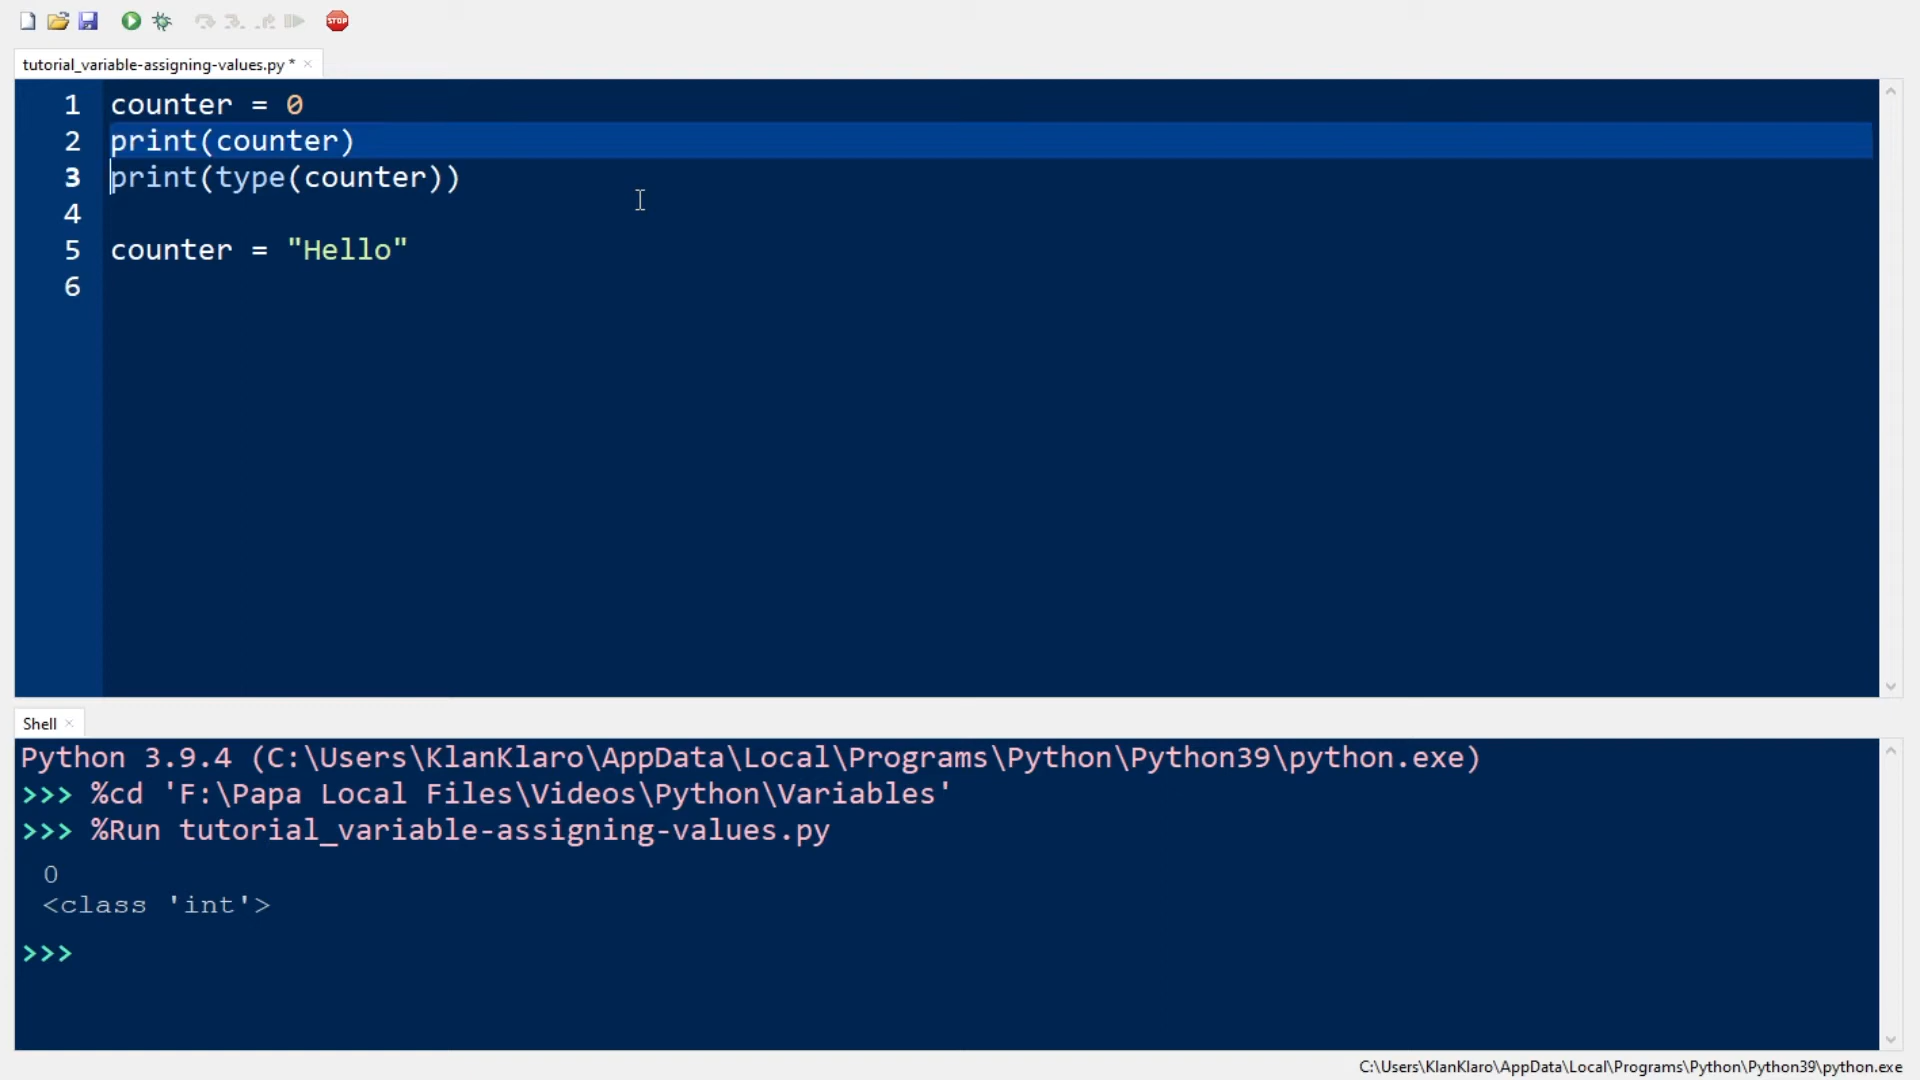 STOP
tutorial_variable-assigning-values.py * ×
1 counter = 0
2 print(counter)
3 print(type(counter))
4
5 counter = "Hello"
6
Shell ×
Python 3.9.4 (C:\Users\KlanKlaro\AppData\Local\Programs\Python\Python39\python.exe)
>>> %cd 'F:\Papa Local Files\Videos\Python\Variables'
>>> %Run tutorial_variable-assigning-values.py
0
<class 'int'>
>>>
C:\Users\KlanKlaro\AppData\Local\Programs\Python\Python39\python.exe